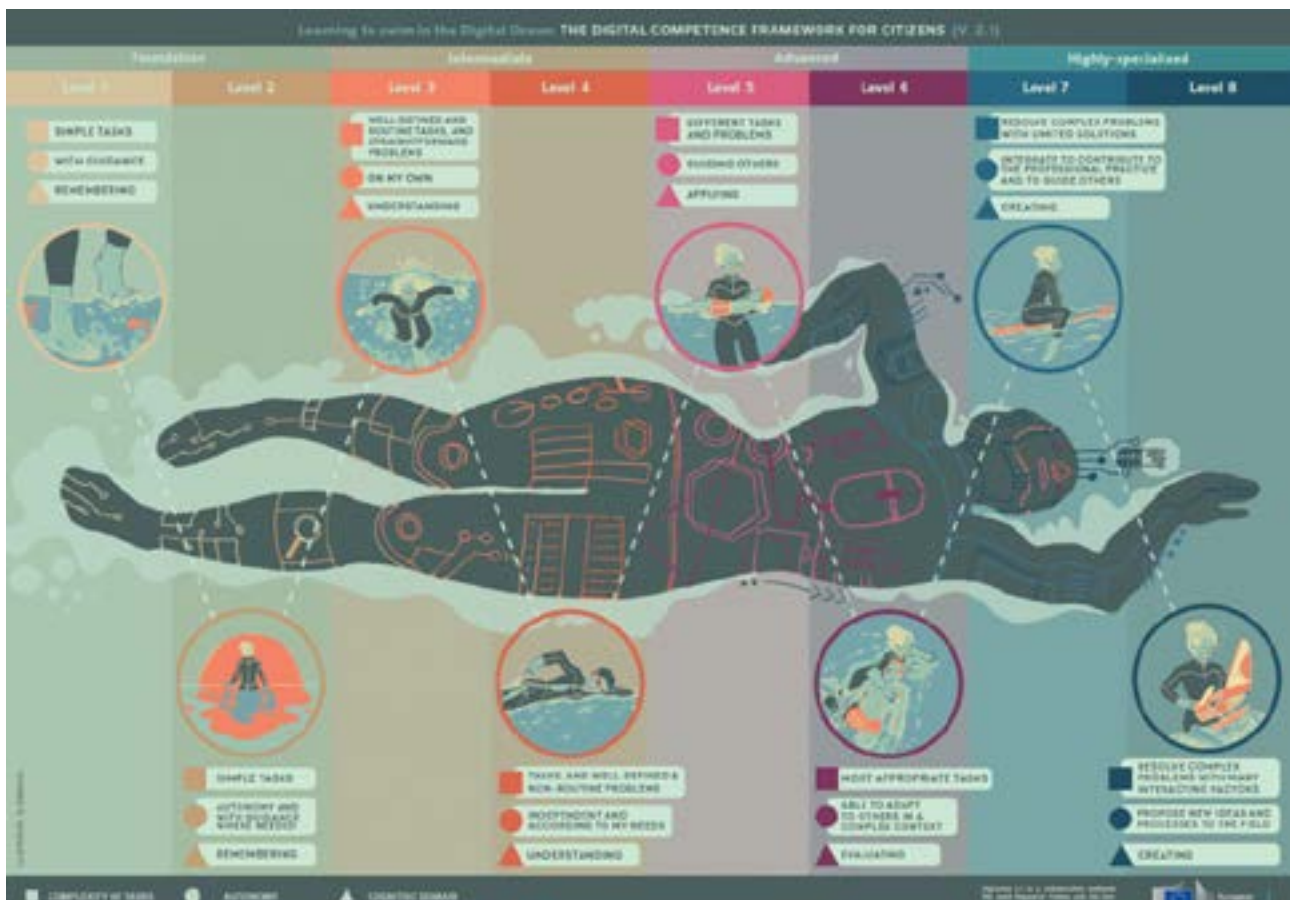 Learning to swim in the Digital Ocean: THE DIGITAL COMPETENCE FRAMEWORK FOR CITIZENS (V. 2.1)
Foundation Intermediate Advanced Highly-specialised
Level 1 Level 2 Level 3 Level 4 Level 5 Level 6 Level 7 Level 8
SIMPLE TASKS
WITH GUIDANCE
REMEMBERING
WELL-DEFINED AND
ROUTINE TASKS, AND
STRAIGHTFORWARD
PROBLEMS
ON MY OWN
UNDERSTANDING
DIFFERENT TASKS
AND PROBLEMS
GUIDING OTHERS
APPLYING
RESOLVE COMPLEX PROBLEMS
WITH LIMITED SOLUTIONS
INTEGRATE TO CONTRIBUTE TO
THE PROFESSIONAL PRACTICE
AND TO GUIDE OTHERS
CREATING
SIMPLE TASKS
AUTONOMY AND
WITH GUIDANCE
WHERE NEEDED
REMEMBERING
TASKS, AND WELL-DEFINED &
NON-ROUTINE PROBLEMS
INDEPENDENT AND
ACCORDING TO MY NEEDS
UNDERSTANDING
MOST APPROPRIATE TASKS
ABLE TO ADAPT
TO OTHERS IN A
COMPLEX CONTEXT
EVALUATING
RESOLVE COMPLEX
PROBLEMS WITH MANY
INTERACTING FACTORS
PROPOSE NEW IDEAS AND
PROCESSES TO THE FIELD
CREATING
COMPLEXITY OF TASKS AUTONOMY COGNITIVE DOMAIN
European